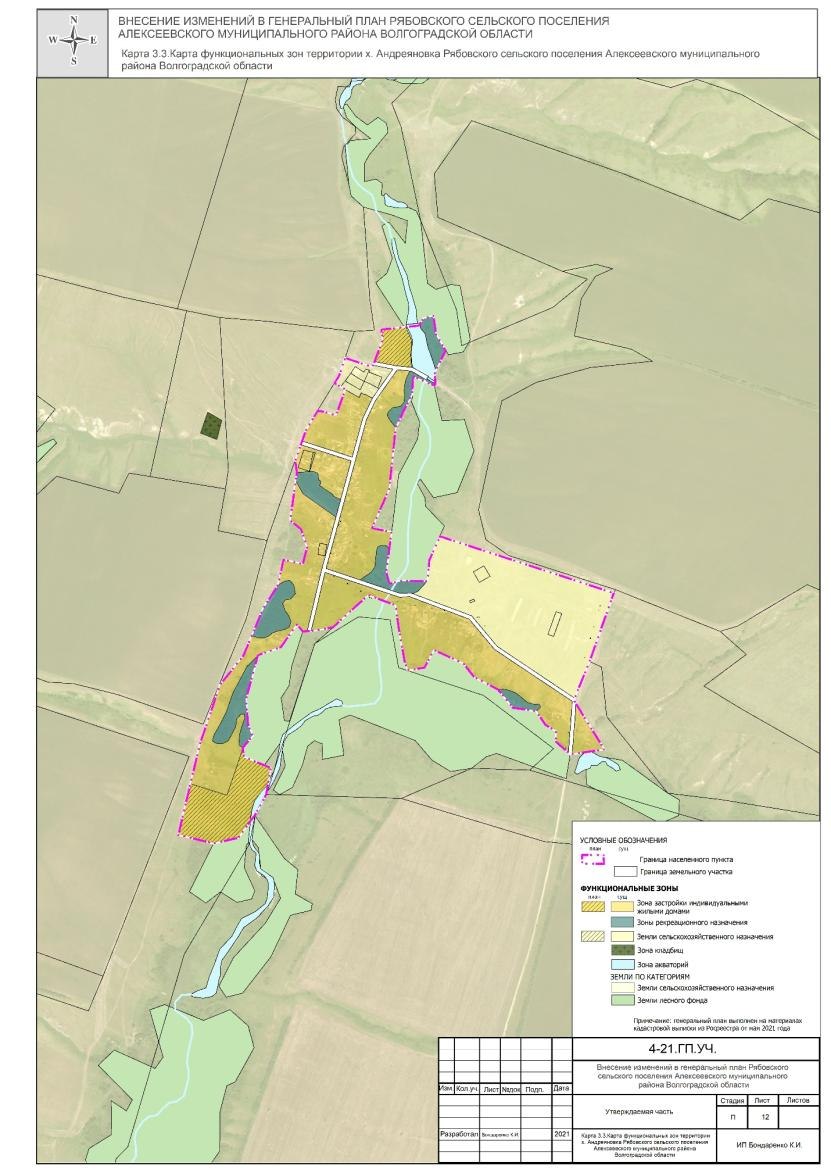 N
W E
S
ВНЕСЕНИЕ ИЗМЕНЕНИЙ В ГЕНЕРАЛЬНЫЙ ПЛАН РЯБОВСКОГО СЕЛЬСКОГО ПОСЕЛЕНИЯ
АЛЕКСЕЕВСКОГО МУНИЦИПАЛЬНОГО РАЙОНА ВОЛГОГРАДСКОЙ ОБЛАСТИ
Карта 3.3.Карта функциональных зон территории х. Андреяновка Рябовского сельского поселения Алексеевского муниципального
района Волгоградской области
УСЛОВНЫЕ ОБОЗНАЧЕНИЯ
план сущ
Граница населенного пункта
Граница земельного участка
ФУНКЦИОНАЛЬНЫЕ ЗОНЫ
план сущ
Зона застройки индивидуальными
жилыми домами
Зоны рекреационного назначения
Земли сельскохозяйственного назначения
Зона кладбищ
Зона акваторий
ЗЕМЛИ ПО КАТЕГОРИЯМ
Земли сельскохозяйственного назначения
Земли лесного фонда
Примечание: генеральный план выполнен на материалах
кадастровой выписки из Росреестра от мая 2021 года
4-21.ГП.УЧ.
Внесение изменений в генеральный план Рябовского
сельского поселения Алексеевского муниципального
района Волгоградской области
Изм. Кол.уч. Лист №док Подп. Дата
Утверждаемая часть
Стадия Лист Листов
П 12
Разработал Бондаренко К.И. 2021
Карта 3.3.Карта функциональных зон территории
х. Андреяновка Рябовского сельского поселения
Алексеевского муниципального района
Волгоградской области
ИП Бондаренко К.И.